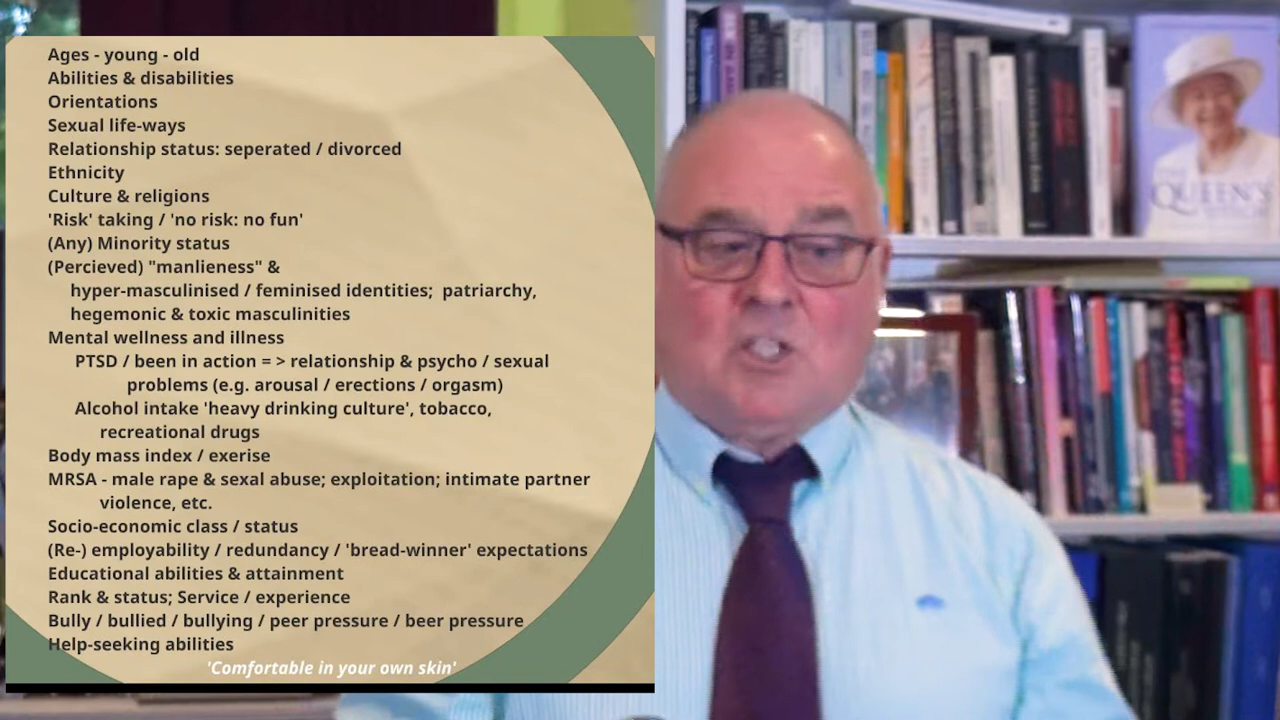 Ages - young - old
Abilities & disabilities
Orientations
Sexual life-ways
Relationship status: seperated / divorced
Ethnicity
Culture & religions
'Risk' taking / 'no risk: no fun'
(Any) Minority status
(Percieved) "manlieness" &
hyper-masculinised / feminised identities;  patriarchy,
hegemonic & toxic masculinities
Mental wellness and illness
PTSD / been in action = > relationship & psycho / sexual
problems (e.g. arousal / erections / orgasm)
Alcohol intake 'heavy drinking culture', tobacco,
recreational drugs
Body mass index / exerise
MRSA - male rape & sexal abuse; exploitation; intimate partner
violence, etc.
Socio-economic class / status
(Re-) employability / redundancy / 'bread-winner' expectations
Educational abilities & attainment
Rank & status; Service / experience
Bully / bullied / bullying / peer pressure / beer pressure
Help-seeking abilities
'Comfortable in your own skin'
THE
QUEEN'S